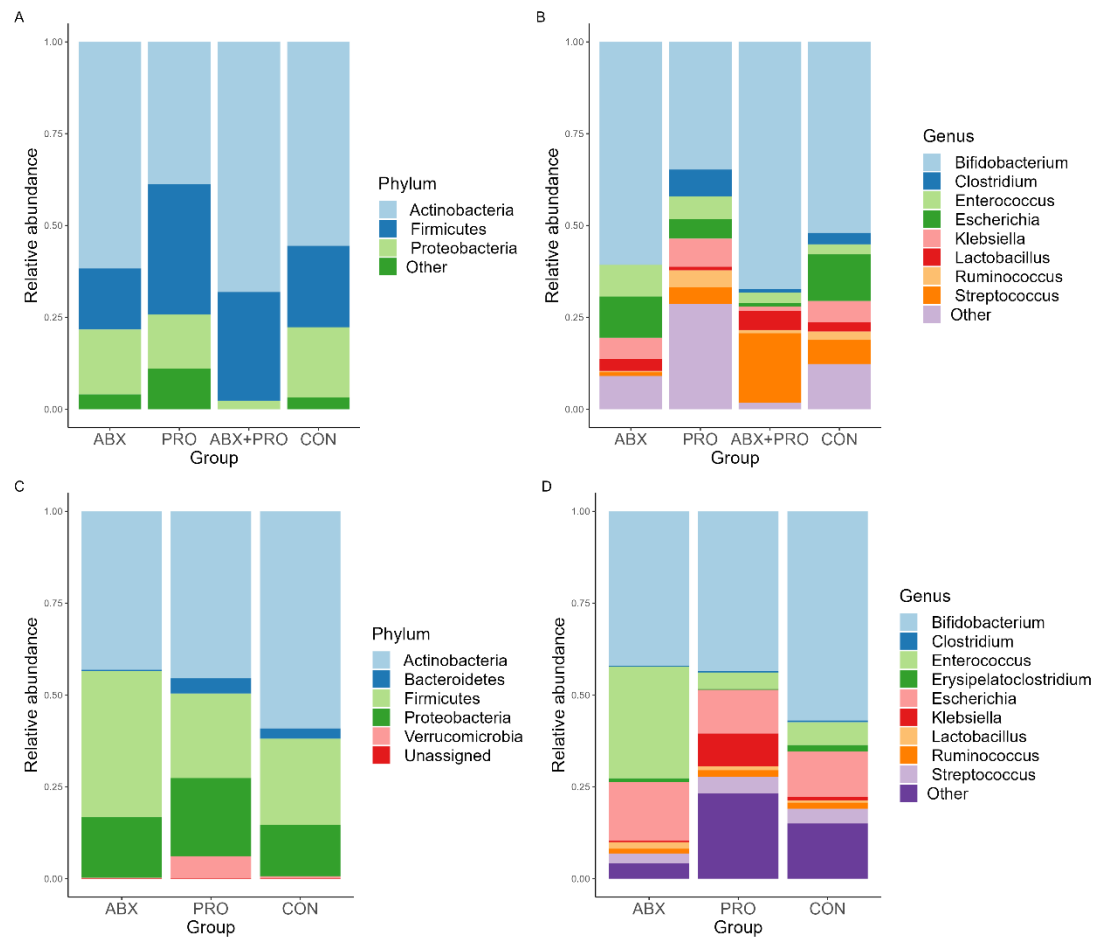 A
Relative abundance
1.00
0.75
0.50
0.25
0.00
ABX PRO ABX+PRO CON
Group
Phylum
Actinobacteria
Firmicutes
Proteobacteria
Other
B
Relative abundance
1.00
0.75
0.50
0.25
0.00
ABX PRO ABX+PRO CON
Group
Genus
Bifidobacterium
Clostridium
Enterococcus
Escherichia
Klebsiella
Lactobacillus
Ruminococcus
Streptococcus
Other
C
Relative abundance
1.00
0.75
0.50
0.25
0.00
ABX PRO CON
Group
Phylum
Actinobacteria
Bacteroidetes
Firmicutes
Proteobacteria
Verrucomicrobia
Unassigned
D
Relative abundance
1.00
0.75
0.50
0.25
0.00
ABX PRO CON
Group
Genus
Bifidobacterium
Clostridium
Enterococcus
Erysipelatoclostridium
Escherichia
Klebsiella
Lactobacillus
Ruminococcus
Streptococcus
Other